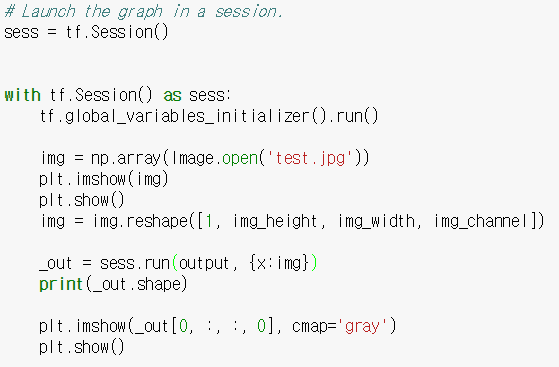 # Launch the graph in a session.
sess = tf.Session()
with tf.Session() as sess:
    tf.global_variables_initializer().run()
    img = np.array(Image.open('test.jpg'))
    plt.imshow(img)
    plt.show()
    img = img.reshape([1, img_height, img_width, img_channel])
    _out = sess.run(output, {x:img})
    print(_out.shape)
    plt.imshow(_out[0, :, :, 0], cmap='gray')
    plt.show()